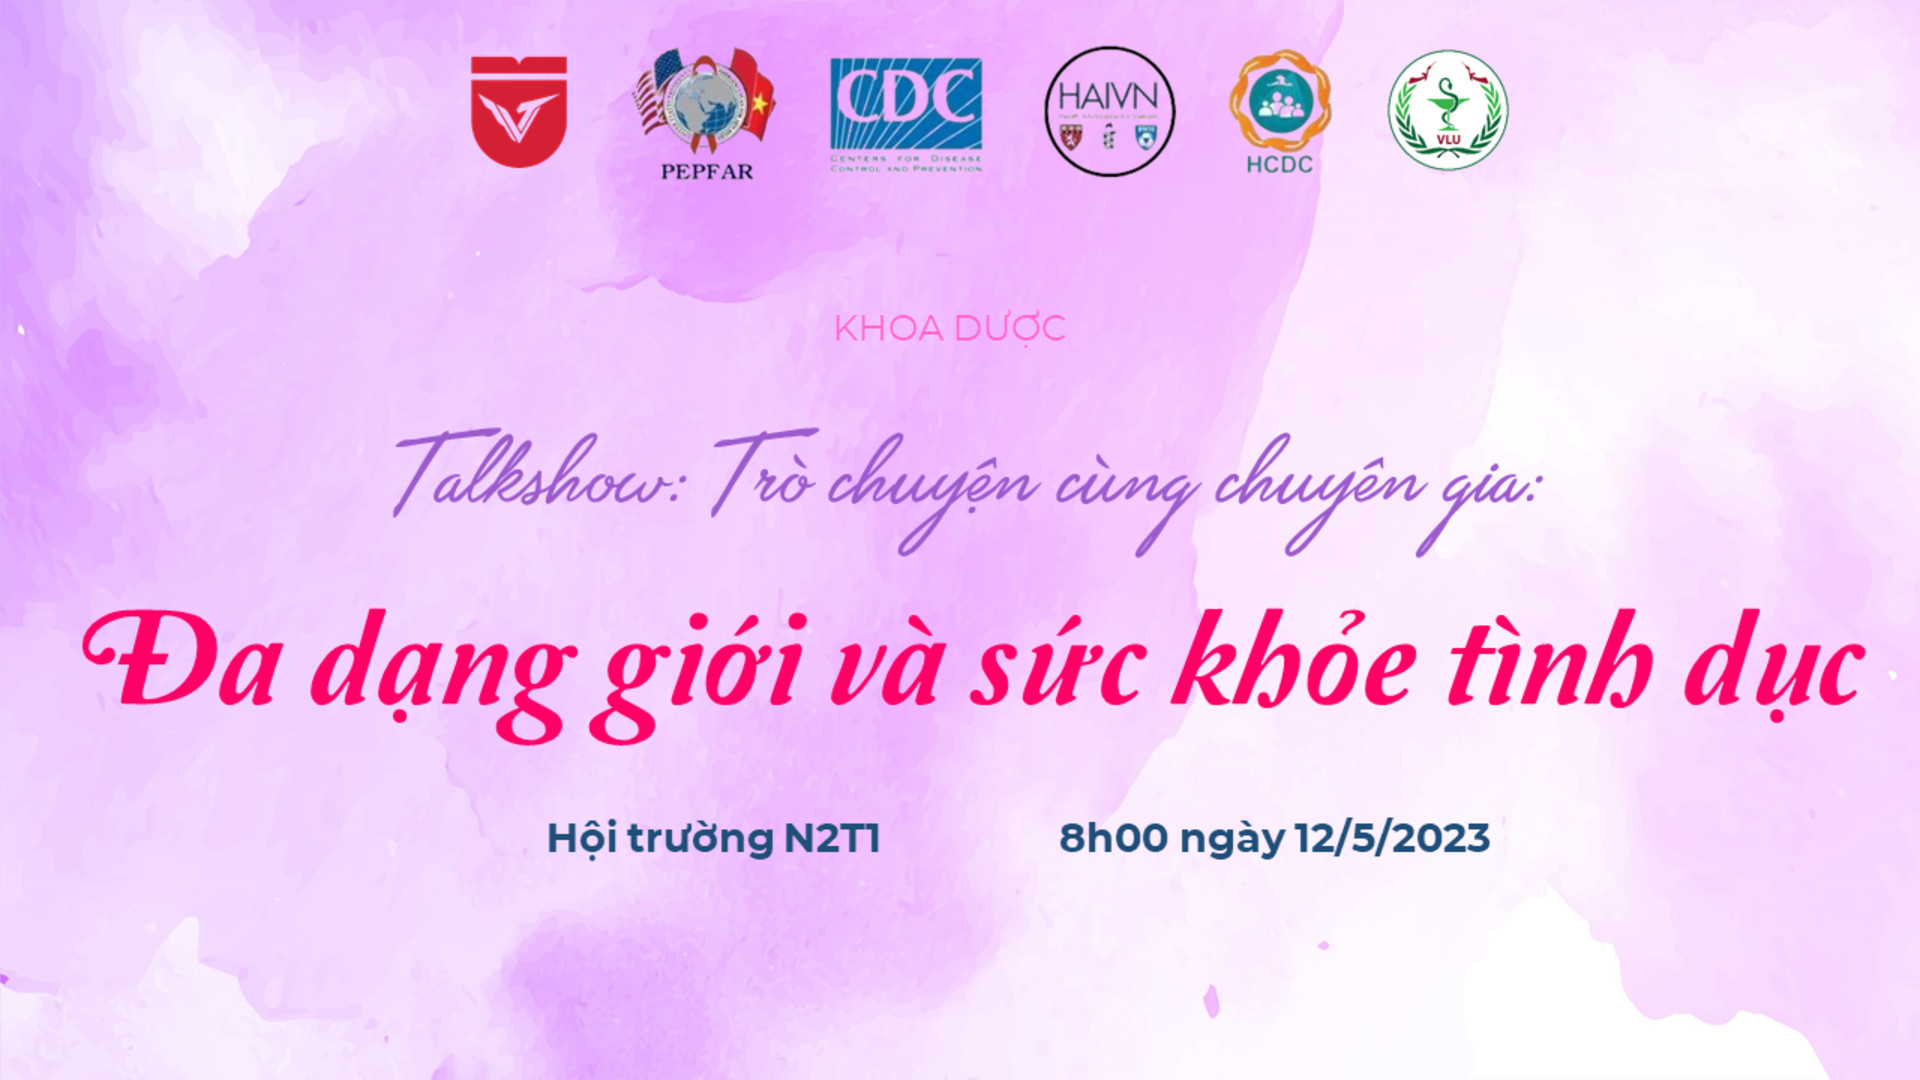 PEPFAR
CDC
CENTERS FOR DISEASE
CONTROL AND PREVENTION
HAIVN
HCDC
VLU
KHOA DƯỢC
Talkshow: Trò chuyện cùng chuyên gia:
Đa dạng giới và sức khỏe tình dục
Hội trường N2T1
8h00 ngày 12/5/2023